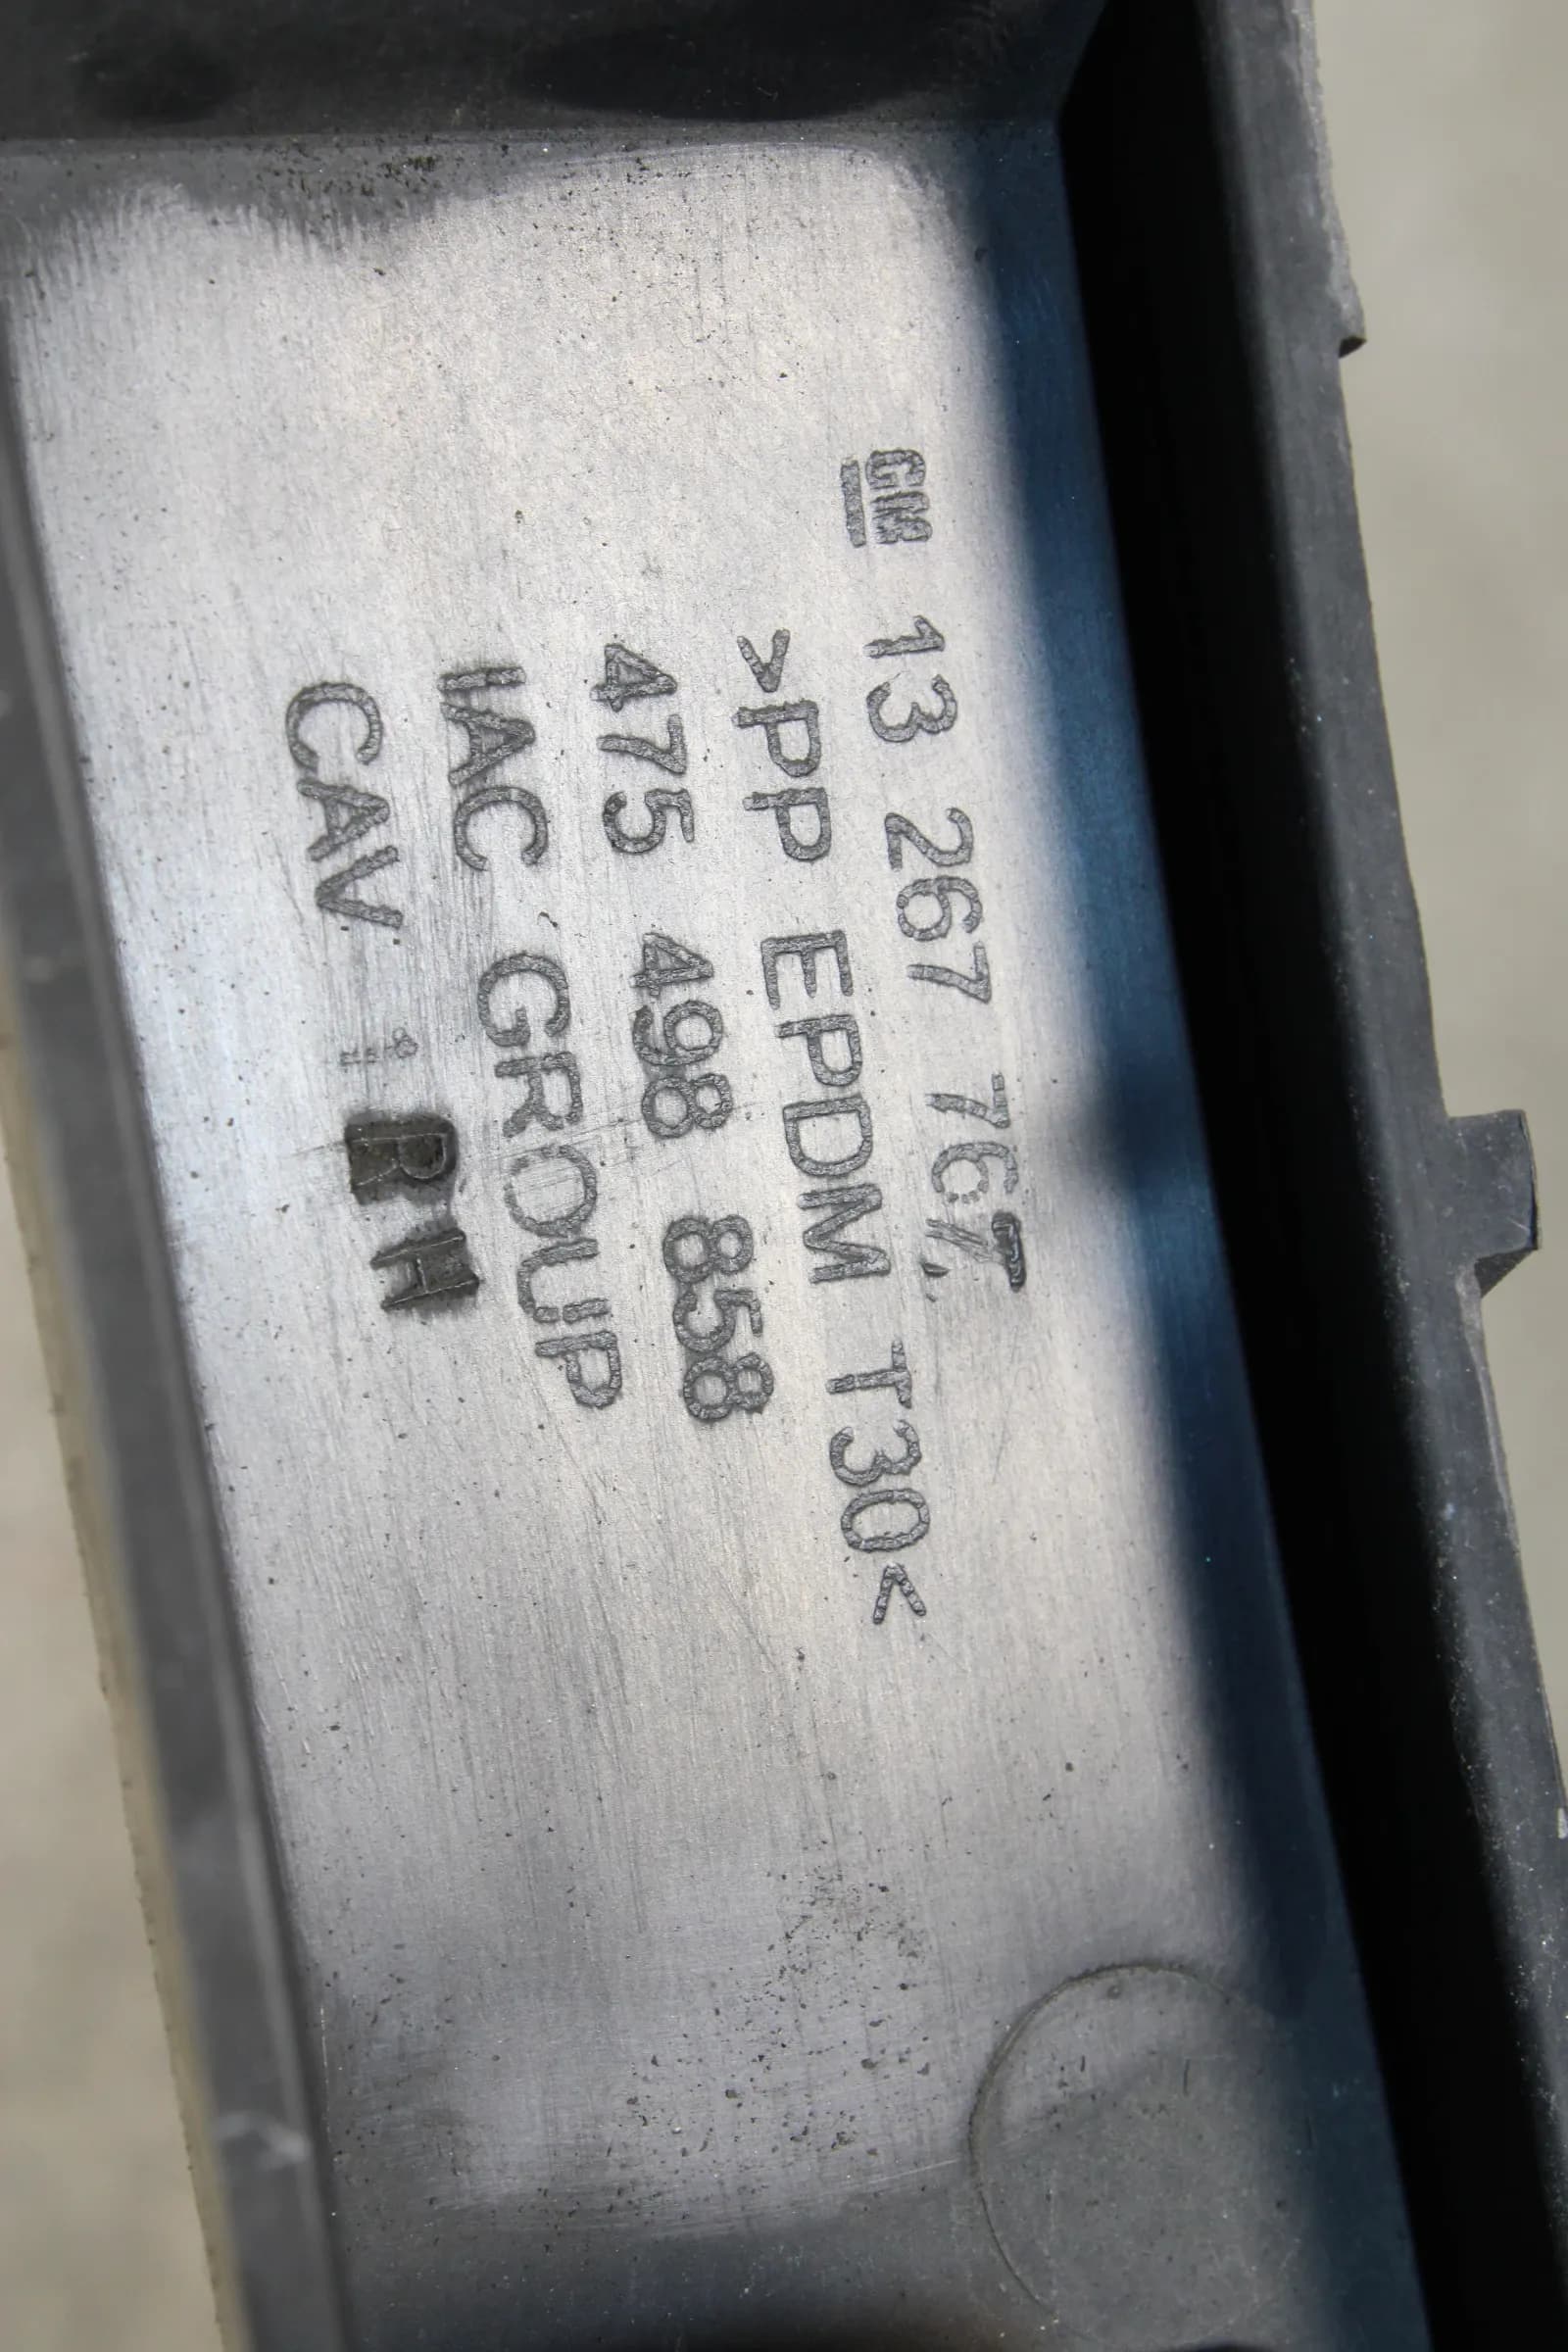 GM 13 267 767
>PP EPDM T30<
475 498 858
IAC GROUP
CAV RH